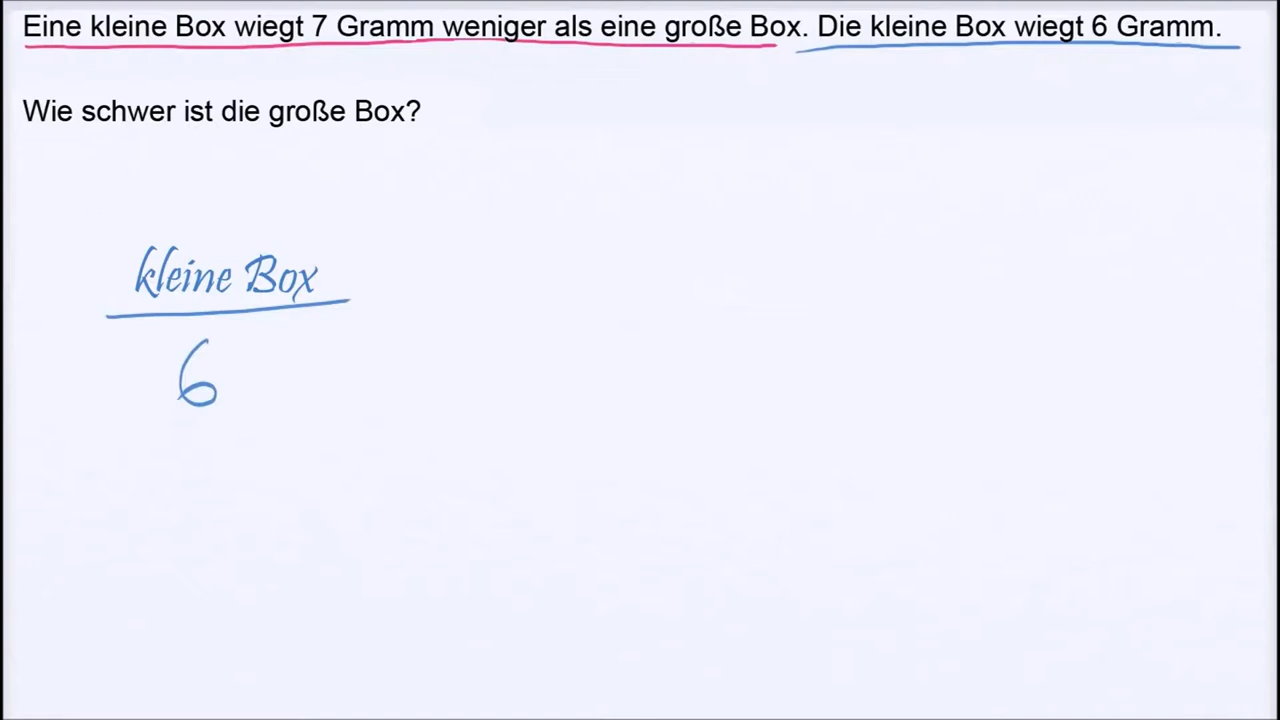 Eine kleine Box wiegt 7 Gramm weniger als eine große Box. Die kleine Box wiegt 6 Gramm.
Wie schwer ist die große Box?
kleine Box
6